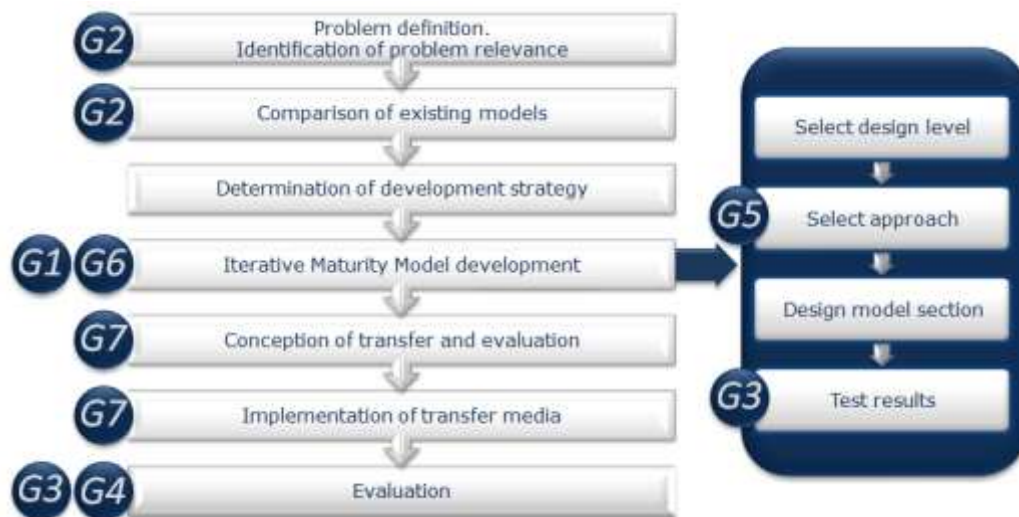 G2
Problem definition.
Identification of problem relevance
G2
Comparison of existing models
Determination of development strategy
G1 G6
Iterative Maturity Model development
G7
Conception of transfer and evaluation
G7
Implementation of transfer media
G3 G4
Evaluation
Select design level
G5
Select approach
Design model section
G3
Test results